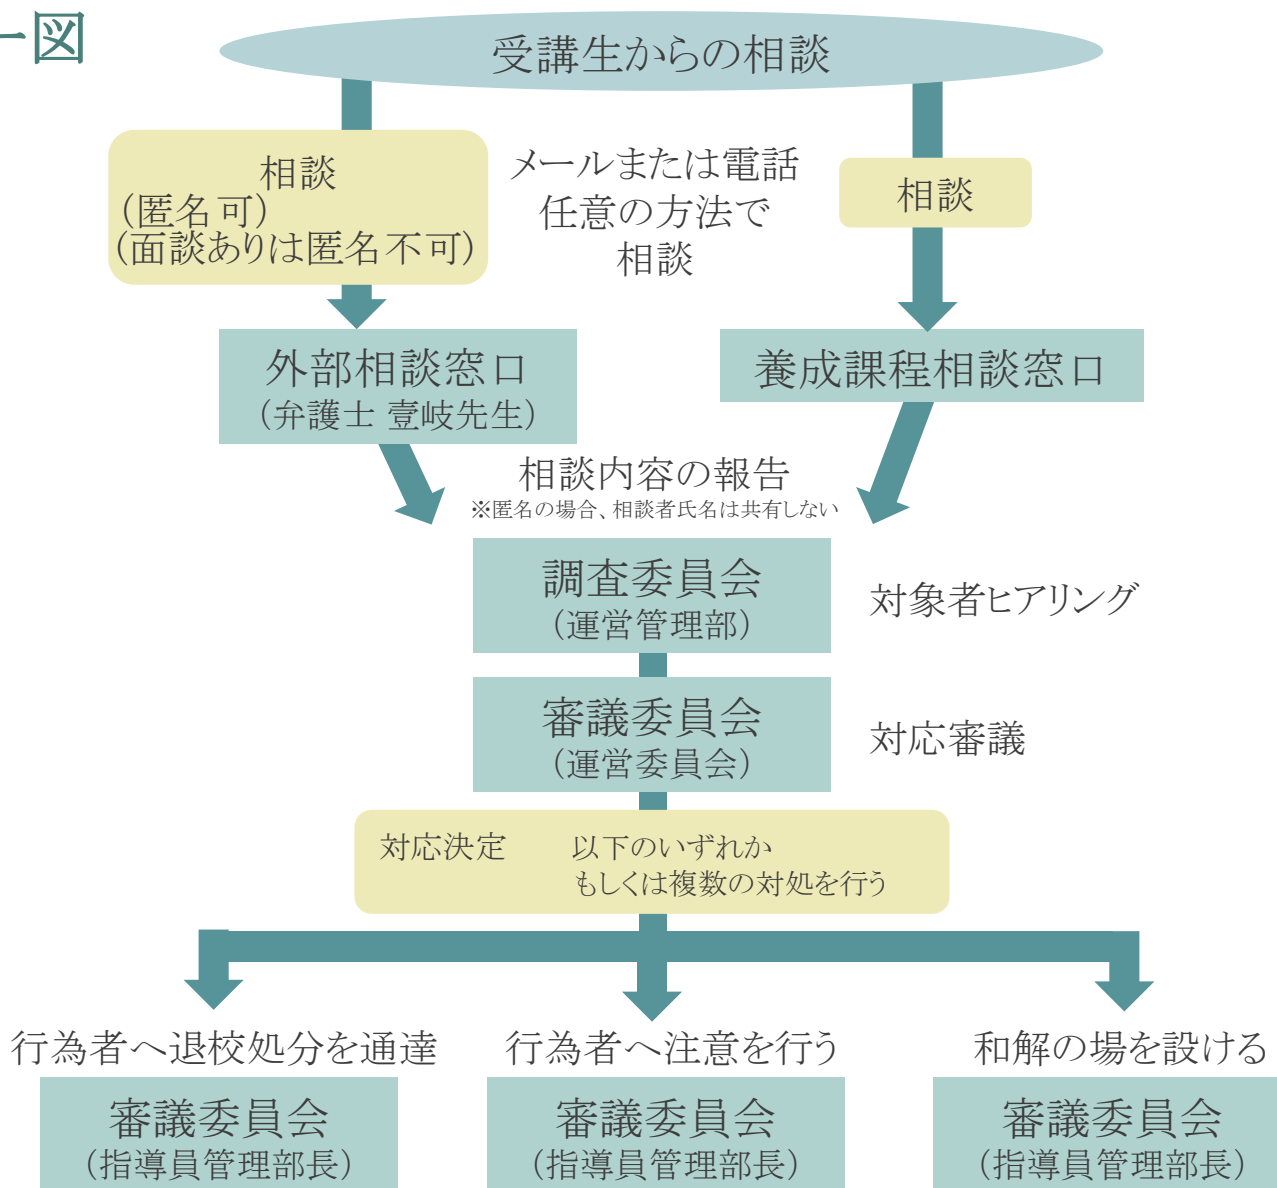 ー図
受講生からの相談
相談
（匿名可）
（面談ありは匿名不可）
メールまたは電話
任意の方法で
相談
相談
外部相談窓口
（弁護士 壹岐先生）
養成課程相談窓口
相談内容の報告
※匿名の場合、相談者氏名は共有しない
調査委員会
（運営管理部）
対象者ヒアリング
審議委員会
（運営委員会）
対応審議
対応決定 以下のいずれか
もしくは複数の対処を行う
行為者へ退校処分を通達
審議委員会
（指導員管理部長）
行為者へ注意を行う
審議委員会
（指導員管理部長）
和解の場を設ける
審議委員会
（指導員管理部長）